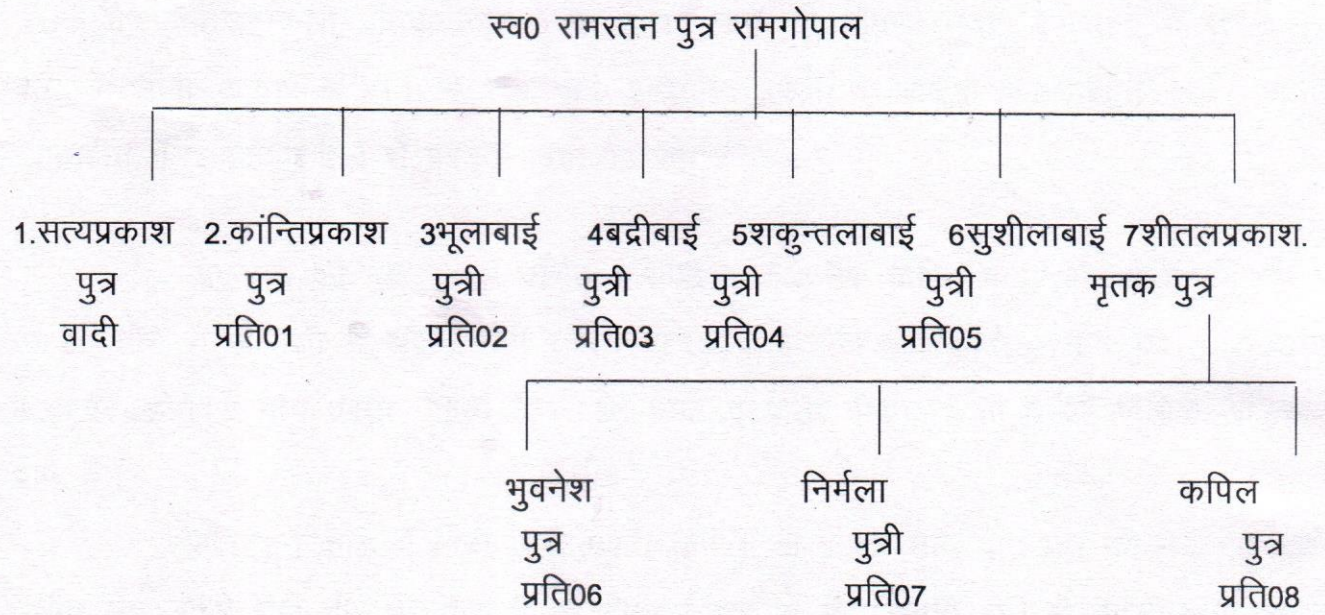 स्व0 रामरतन पुत्र रामगोपाल
1.सत्यप्रकाश 2.कांन्तिप्रकाश 3भूलाबाई 4बद्रीबाई 5शकुन्तलाबाई 6सुशीलाबाई 7शीतलप्रकाश.
पुत्र पुत्र पुत्री पुत्री पुत्री पुत्री मृतक पुत्र
वादी प्रति01 प्रति02 प्रति03 प्रति04 प्रति05
भुवनेश निर्मला कपिल
पुत्र पुत्री पुत्र
प्रति06 प्रति07 प्रति08